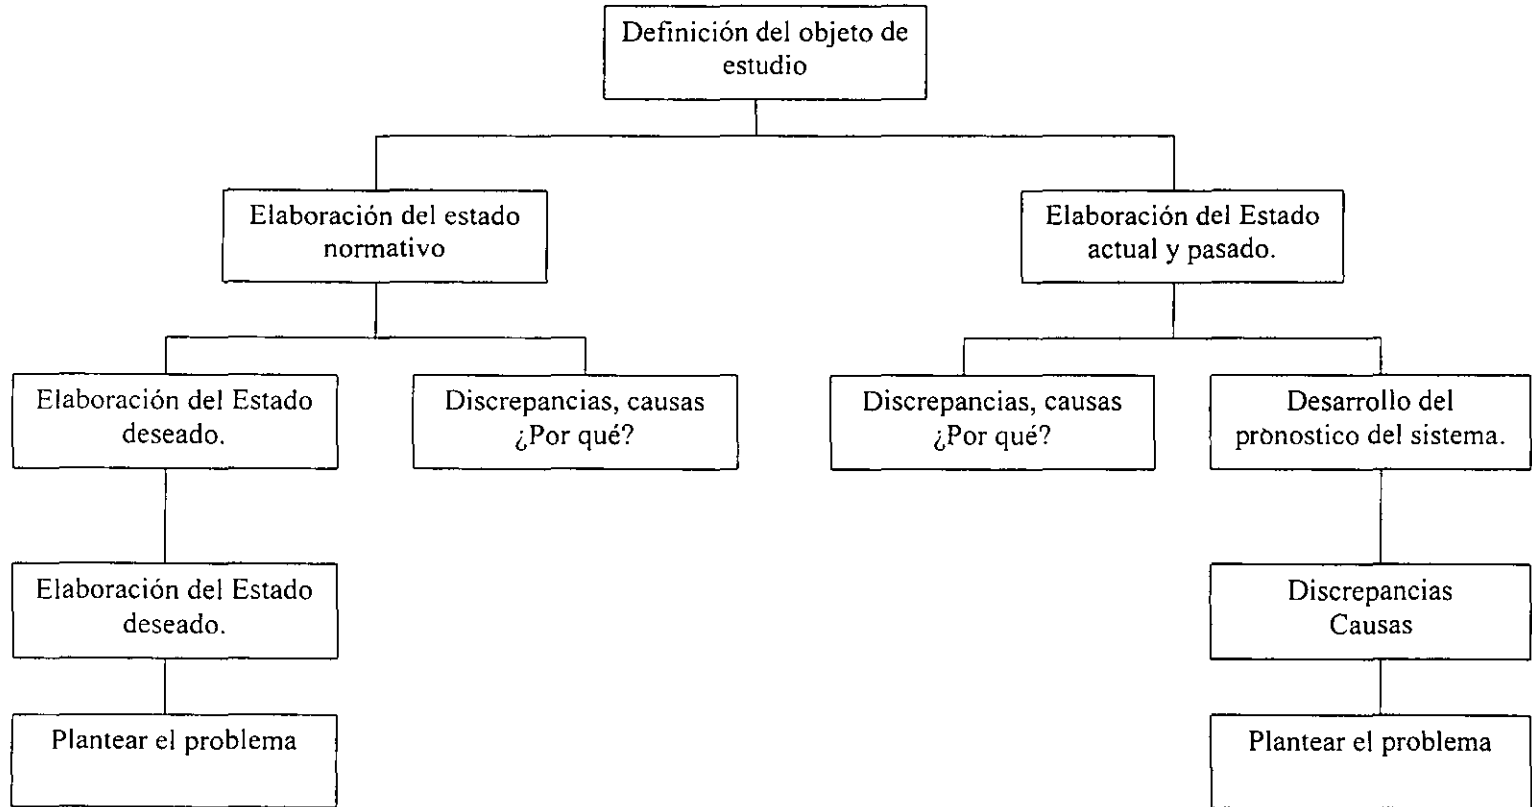 Definición del objeto de
estudio
Elaboración del estado
normativo
Elaboración del Estado
actual y pasado.
Elaboración del Estado
deseado.
Discrepancias, causas
¿Por qué?
Discrepancias, causas
¿Por qué?
Desarrollo del
pronostico del sistema.
Elaboración del Estado
deseado.
Discrepancias
Causas
Plantear el problema
Plantear el problema